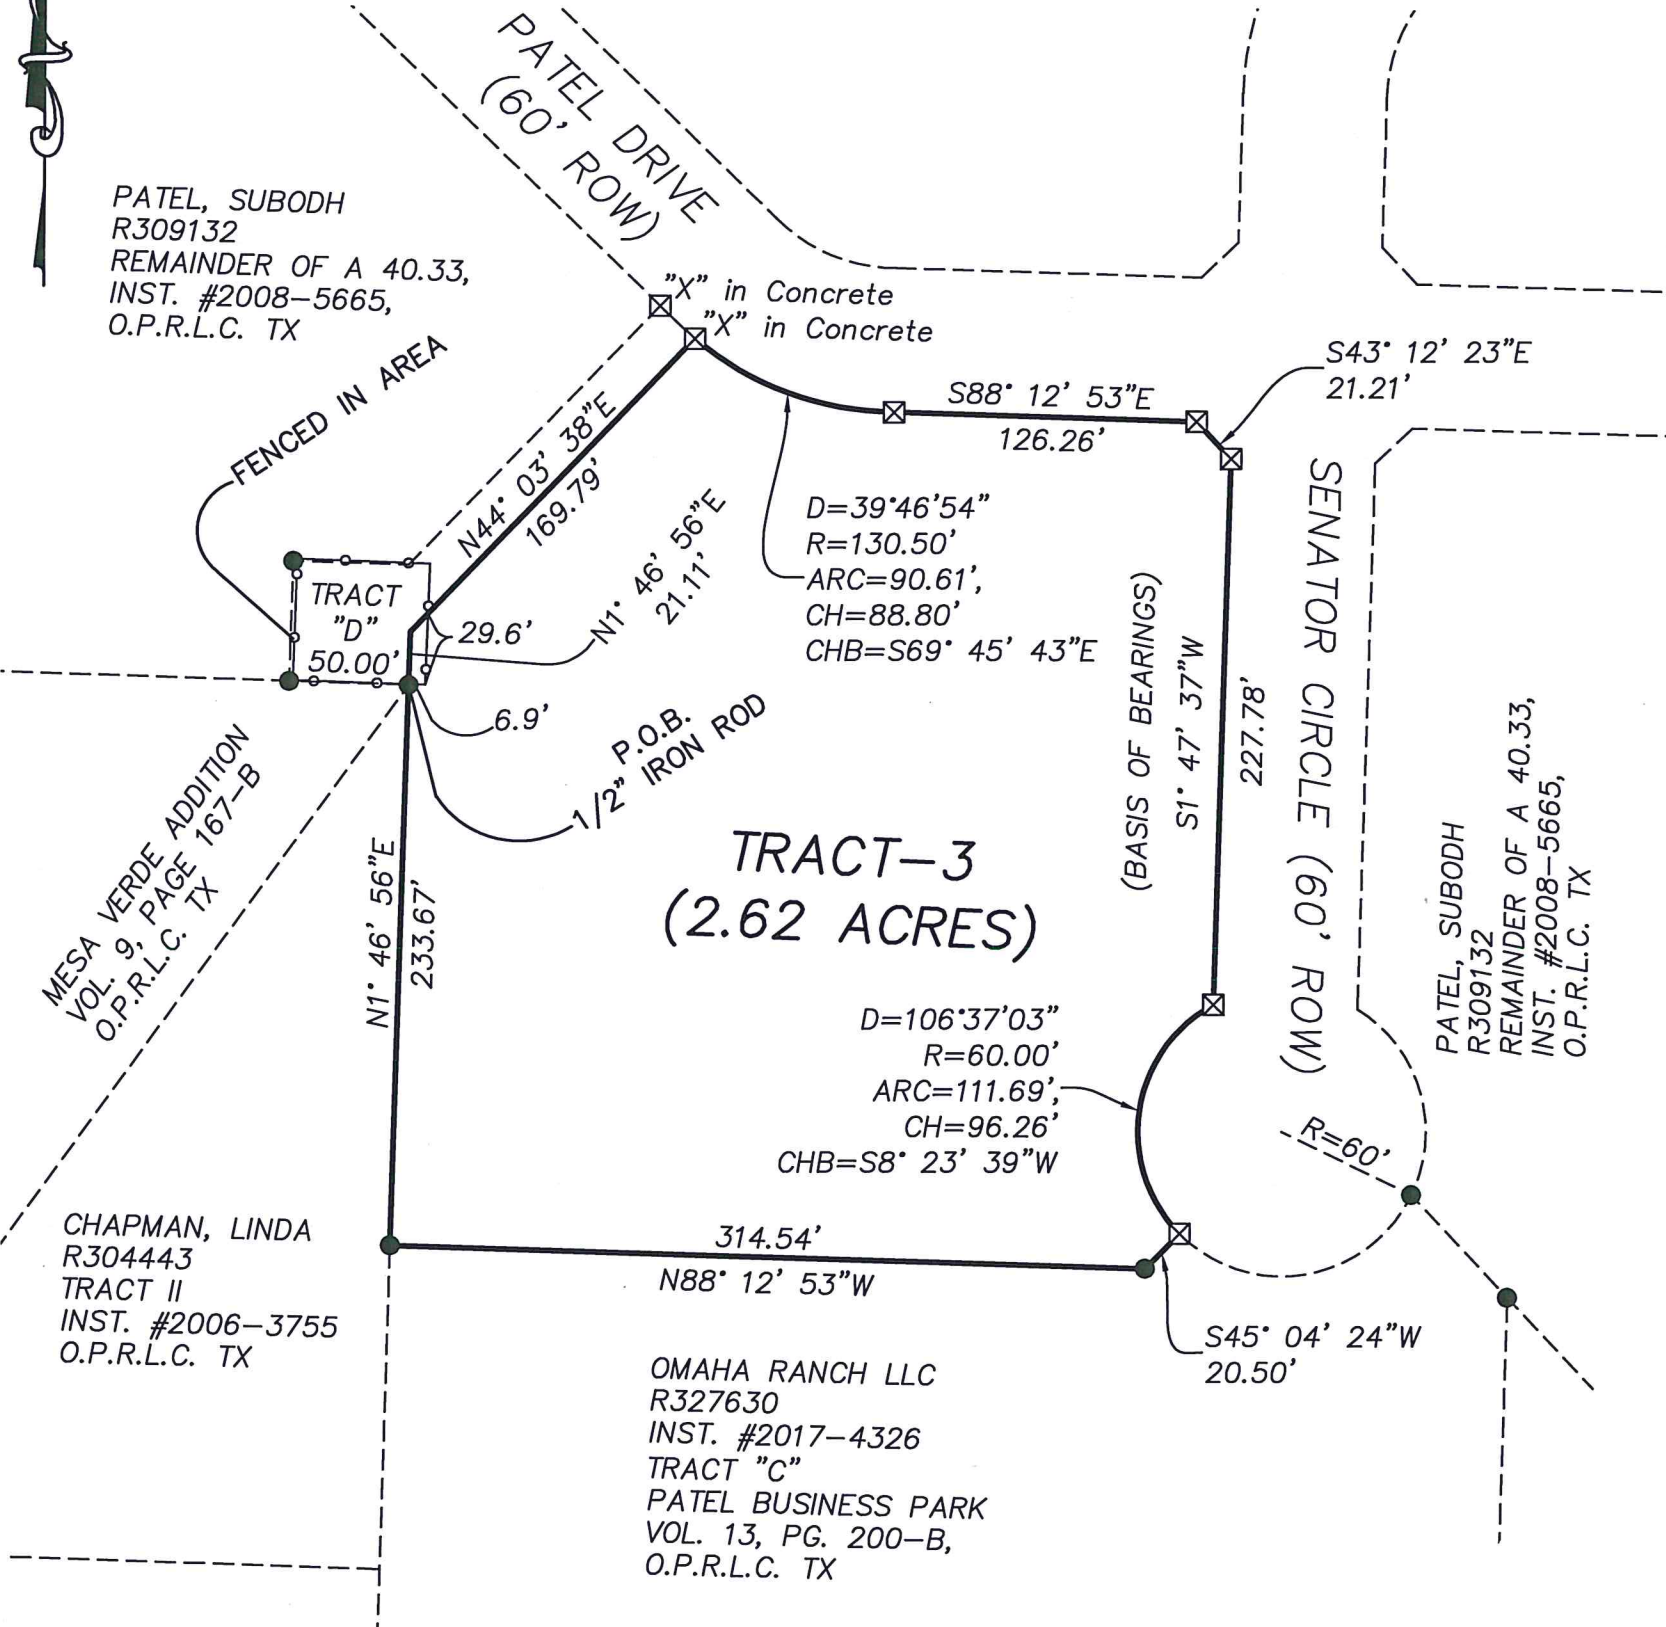 PATEL DRIVE
(60' ROW)
PATEL, SUBODH
R309132
REMAINDER OF A 40.33,
INST. #2008-5665,
O.P.R.L.C. TX
"X" in Concrete
"X" in Concrete
S43° 12' 23"E
21.21'
FENCED IN AREA
S88° 12' 53"E
126.26'
N44° 03' 38"E
169.79'
D=39°46'54"
R=130.50'
ARC=90.61',
CH=88.80'
CHB=S69° 45' 43"E
N1° 46' 56"E
21.11'
TRACT
"D"
50.00'
29.6'
6.9'
P.O.B.
1/2" IRON ROD
(BASIS OF BEARINGS)
S1° 47' 37"W
227.78'
SENATOR CIRCLE (60' ROW)
PATEL, SUBODH
R309132
REMAINDER OF A 40.33,
INST. #2008-5665,
O.P.R.L.C. TX
MESA VERDE ADDITION
VOL. 9, PAGE 167-B
O.P.R.L.C. TX
N1° 46' 56"E
233.67'
TRACT-3
(2.62 ACRES)
D=106°37'03"
R=60.00'
ARC=111.69',
CH=96.26'
CHB=S8° 23' 39"W
R=60'
CHAPMAN, LINDA
R304443
TRACT II
INST. #2006-3755
O.P.R.L.C. TX
314.54'
N88° 12' 53"W
S45° 04' 24"W
20.50'
OMAHA RANCH LLC
R327630
INST. #2017-4326
TRACT "C"
PATEL BUSINESS PARK
VOL. 13, PG. 200-B,
O.P.R.L.C. TX